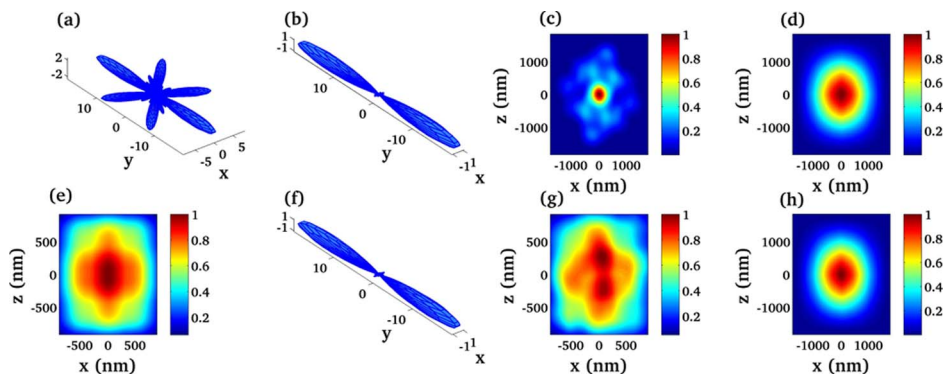 (a)
2
-2
10
0
-10
y
-5
0
5
x
(b)
1
-1
10
0
-10
y
-1
1
x
(c)
1000
0
-1000
z (nm)
-1000 0 1000
x (nm)
1
0.8
0.6
0.4
0.2
(d)
1000
0
-1000
z (nm)
-1000 0 1000
x (nm)
1
0.8
0.6
0.4
0.2
(e)
500
0
-500
z (nm)
-500 0 500
x (nm)
1
0.8
0.6
0.4
0.2
(f)
1
-1
10
0
-10
y
-1
1
x
(g)
500
0
-500
z (nm)
-500 0 500
x (nm)
1
0.8
0.6
0.4
0.2
(h)
1000
0
-1000
z (nm)
-1000 0 1000
x (nm)
1
0.8
0.6
0.4
0.2